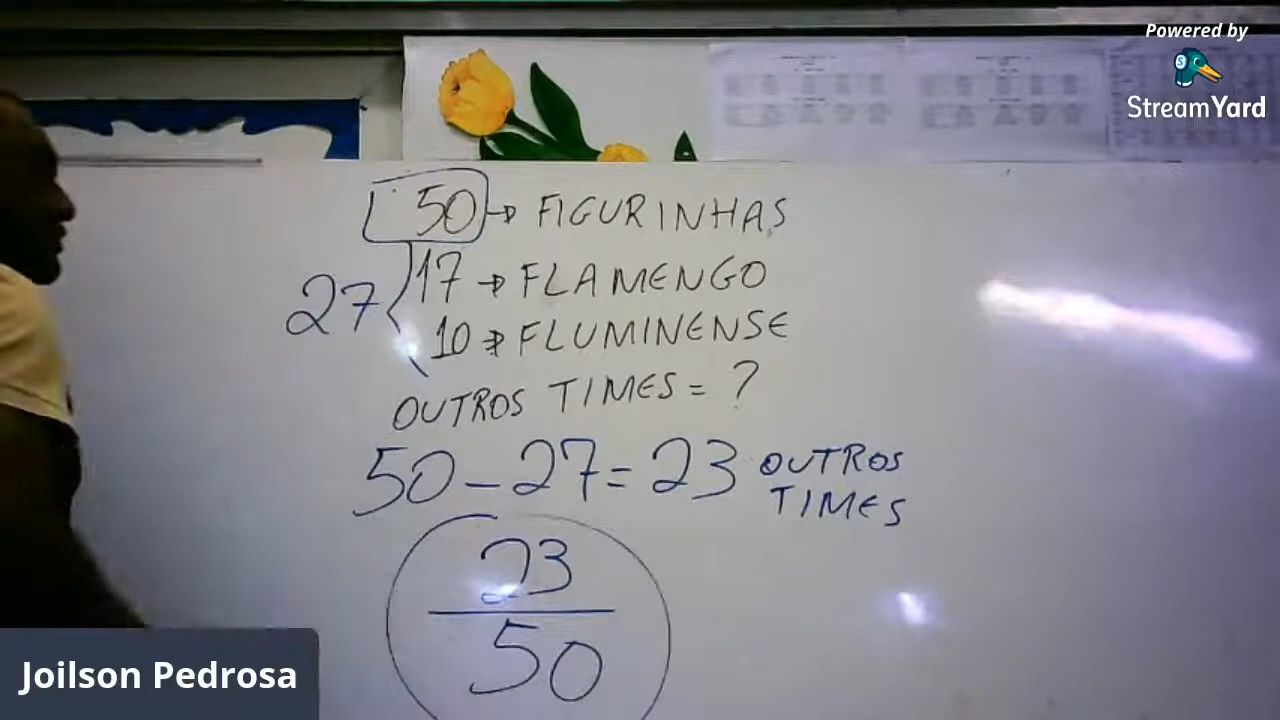 Powered by
StreamYard
50 → FIGURINHAS
17 → FLAMENGO
27
10 → FLUMINENSE
OUTROS TIMES = ?
50 - 27 = 23 OUTROS
TIMES
23
50
Joilson Pedrosa